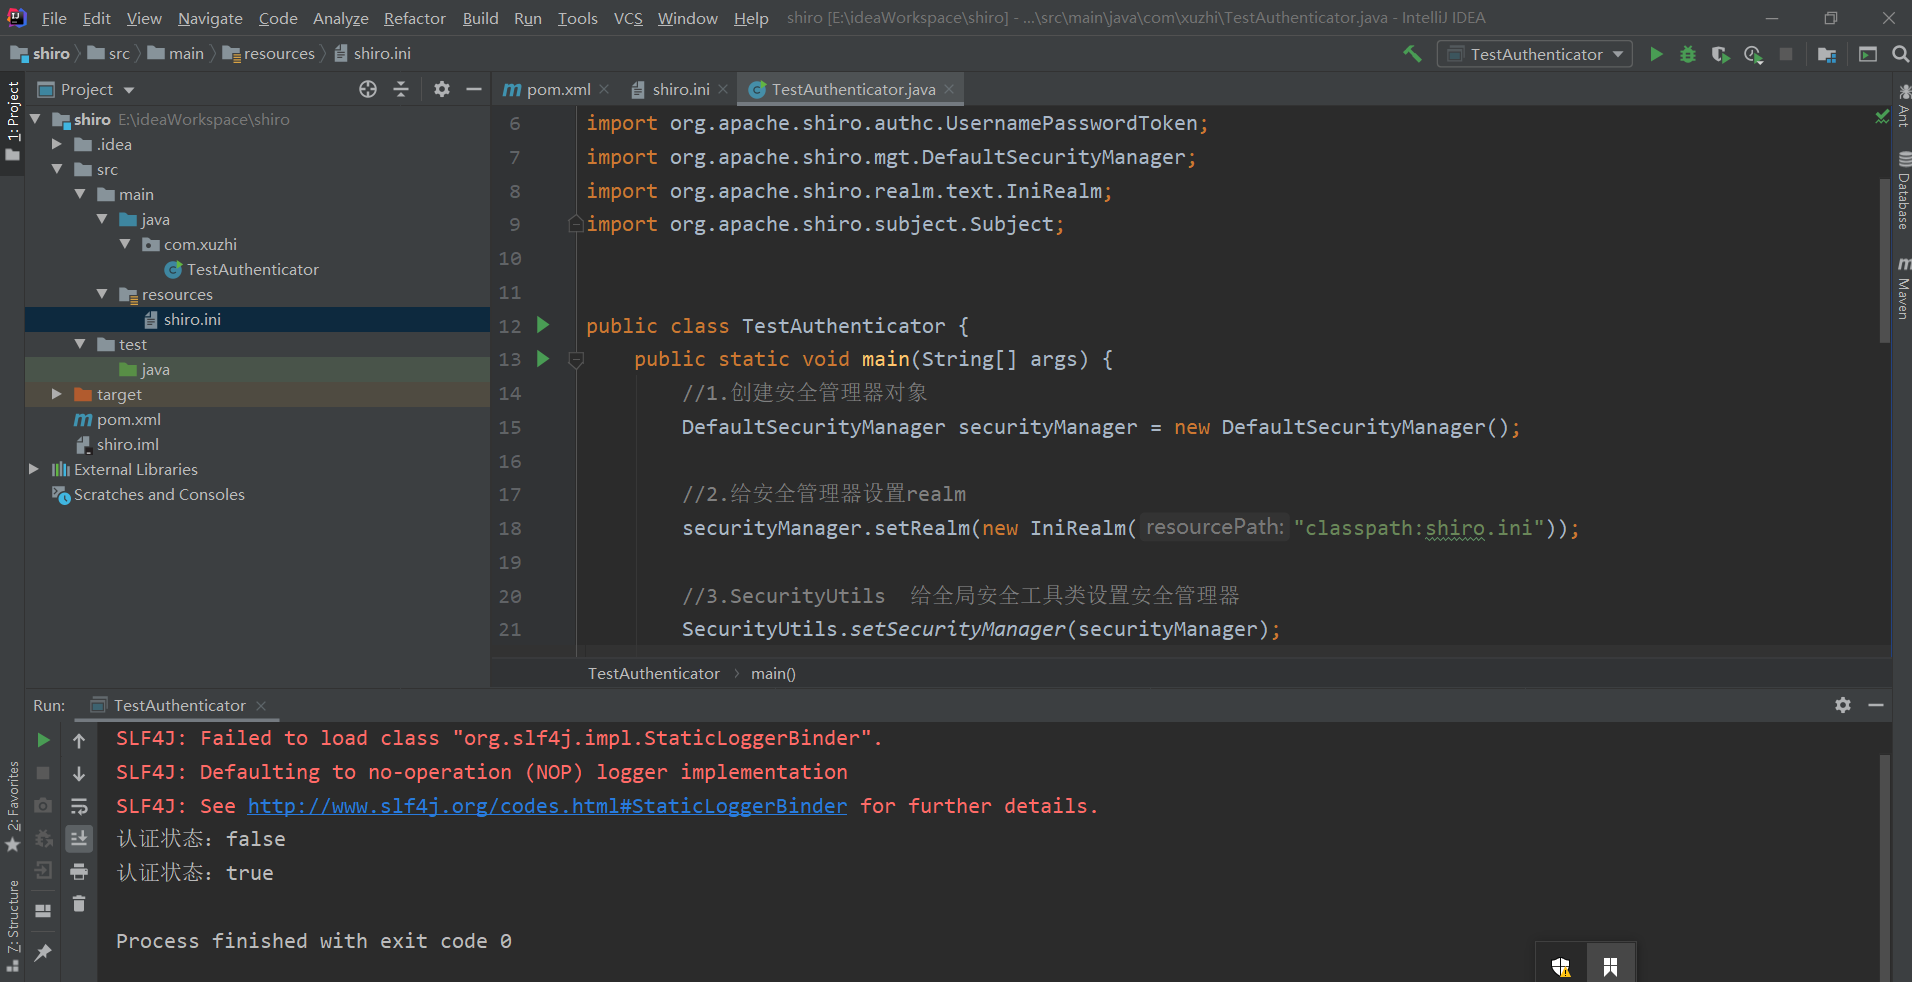 File Edit View Navigate Code Analyze Refactor Build Run Tools VCS Window Help shiro [E:\ideaWorkspace\shiro] - ...\src\main\java\com\xuzhi\TestAuthenticator.java - IntelliJ IDEA
shiro src main resources shiro.ini
TestAuthenticator
1: Project
Project
pom.xml
shiro.ini
TestAuthenticator.java
shiro E:\ideaWorkspace\shiro
.idea
src
main
java
com.xuzhi
TestAuthenticator
resources
shiro.ini
test
java
target
pom.xml
shiro.iml
External Libraries
Scratches and Consoles
6 import org.apache.shiro.authc.UsernamePasswordToken;
7 import org.apache.shiro.mgt.DefaultSecurityManager;
8 import org.apache.shiro.realm.text.IniRealm;
9 import org.apache.shiro.subject.Subject;
10
11
12 public class TestAuthenticator {
13 public static void main(String[] args) {
14 //1.创建安全管理器对象
15 DefaultSecurityManager securityManager = new DefaultSecurityManager();
16
17 //2.给安全管理器设置realm
18 securityManager.setRealm(new IniRealm( resourcePath: "classpath:shiro.ini"));
19
20 //3.SecurityUtils 给全局安全工具类设置安全管理器
21 SecurityUtils.setSecurityManager(securityManager);
TestAuthenticator main()
Ant
Database
Maven
Run: TestAuthenticator
2: Favorites
7: Structure
SLF4J: Failed to load class "org.slf4j.impl.StaticLoggerBinder".
SLF4J: Defaulting to no-operation (NOP) logger implementation
SLF4J: See http://www.slf4j.org/codes.html#StaticLoggerBinder for further details.
认证状态：false
认证状态：true
Process finished with exit code 0